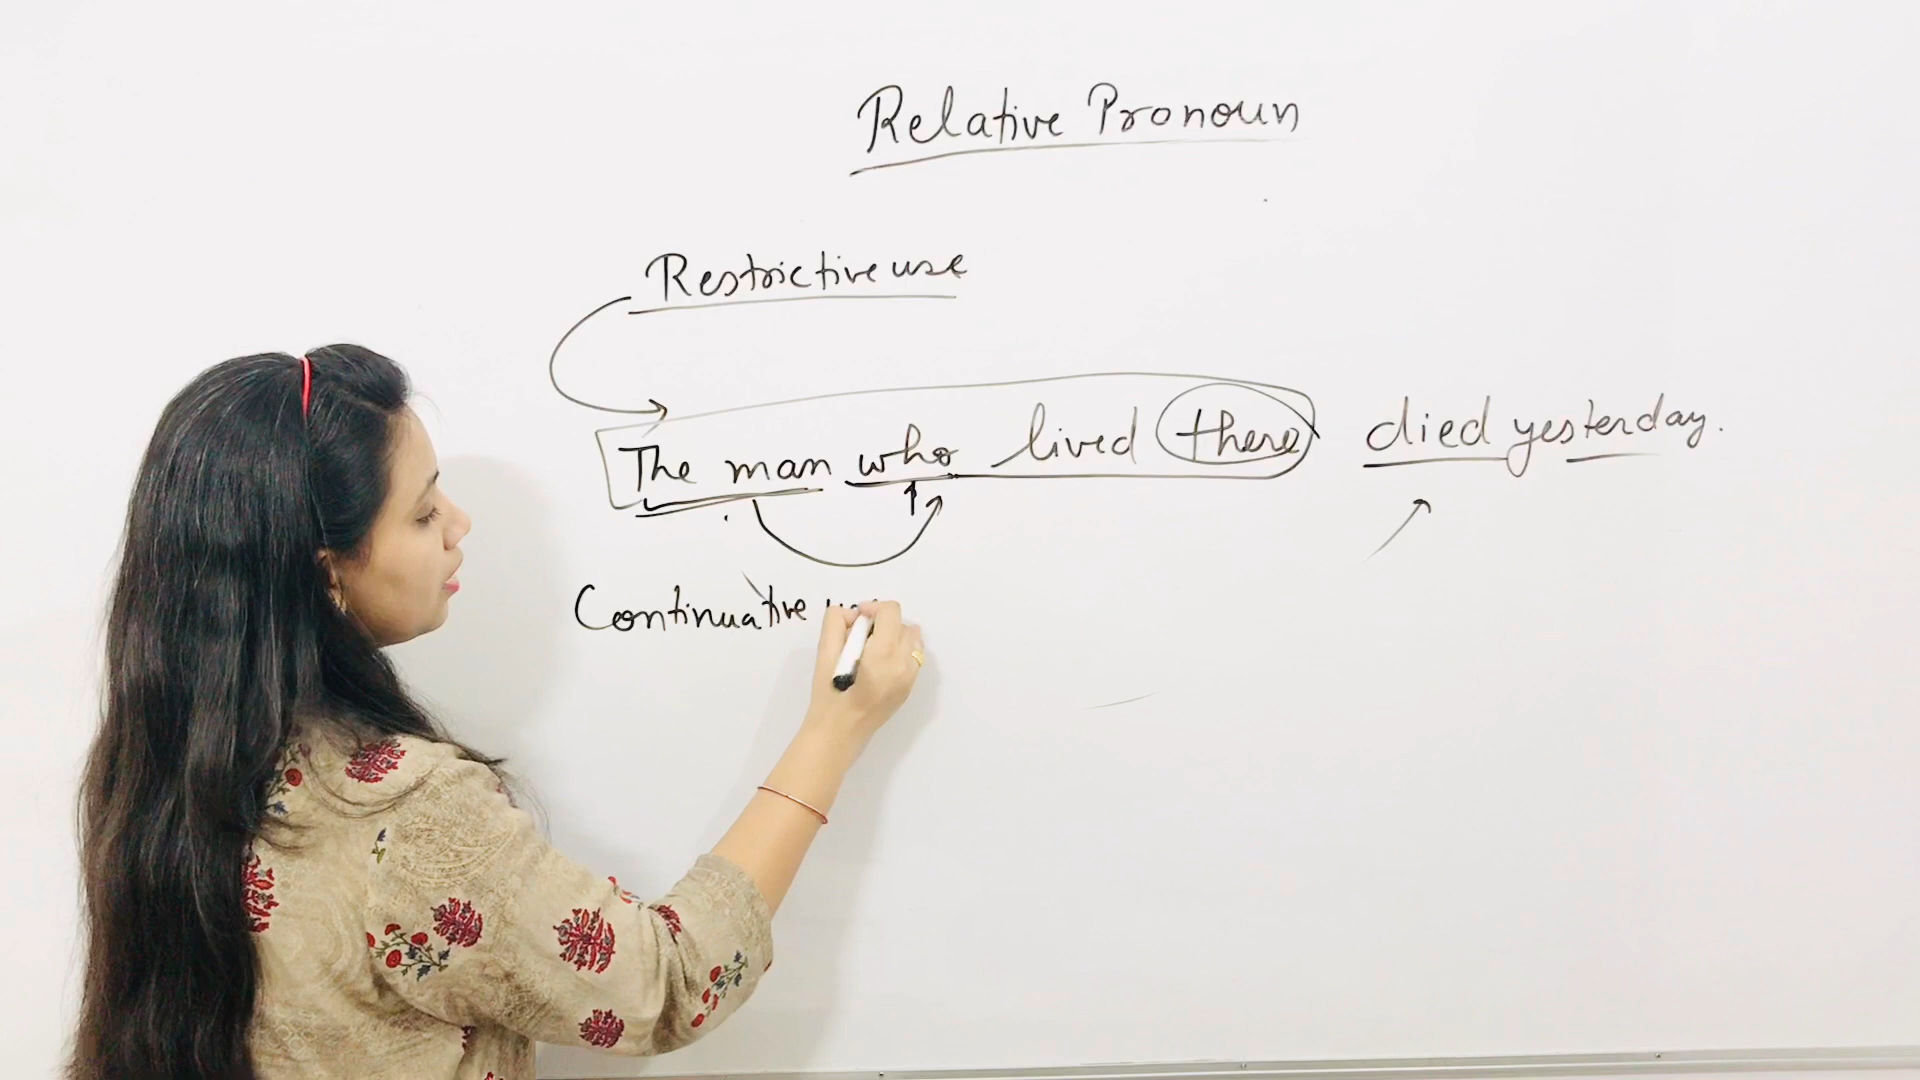 Relative Pronoun
Restrictive use
The man who lived there died yesterday.
Continuative